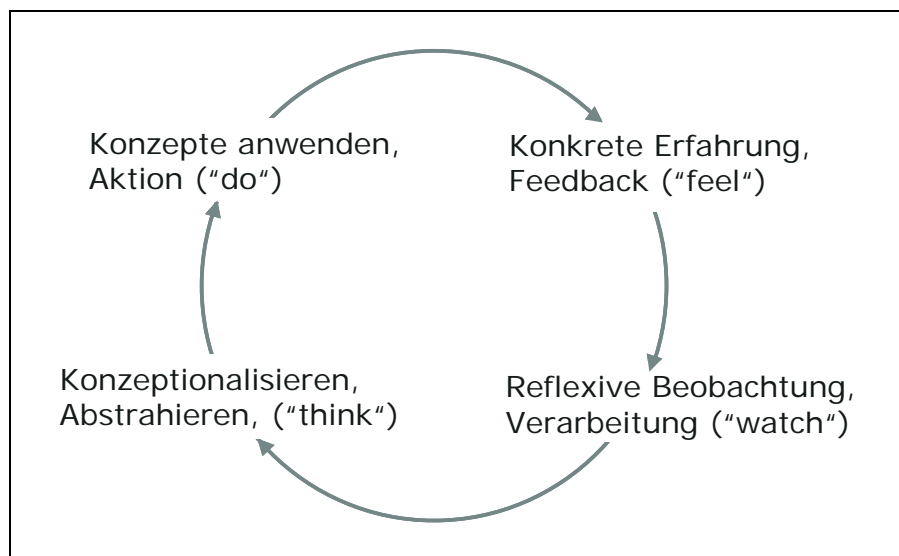 Konzepte anwenden,
Aktion ("do“)
Konkrete Erfahrung,
Feedback ("feel“)
Konzeptionalisieren,
Abstrahieren, ("think“)
Reflexive Beobachtung,
Verarbeitung ("watch“)